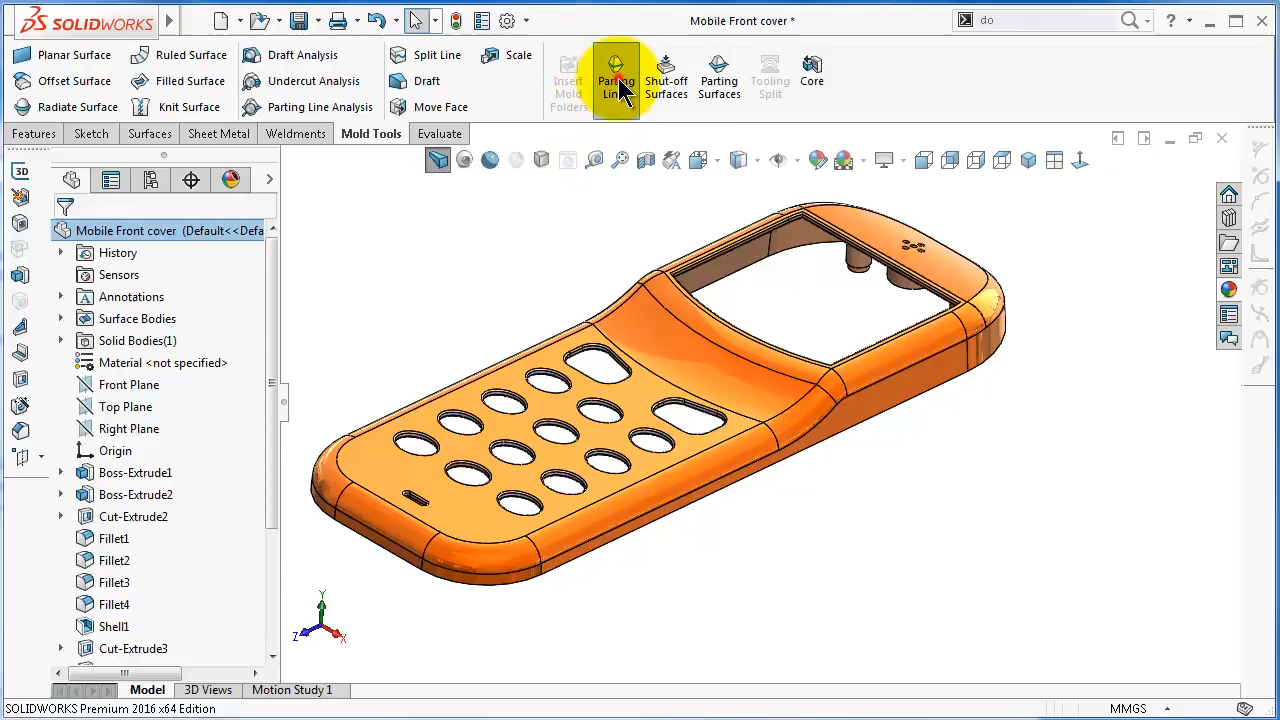 SOLIDWORKS
Mobile Front cover *
do
?
Planar Surface
Ruled Surface
Draft Analysis
Split Line
Scale
Offset Surface
Filled Surface
Undercut Analysis
Draft
Radiate Surface
Knit Surface
Parting Line Analysis
Move Face
Insert
Mold
Folders
Parting
Shut-off
Surfaces
Parting
Surfaces
Tooling
Split
Core
Features
Sketch
Surfaces
Sheet Metal
Weldments
Mold Tools
Evaluate
3D
Mobile Front cover (Default<<Defa
History
Sensors
Annotations
Surface Bodies
Solid Bodies(1)
Material <not specified>
Front Plane
Top Plane
Right Plane
Origin
Boss-Extrude1
Boss-Extrude2
Cut-Extrude2
Fillet1
Fillet2
Fillet3
Fillet4
Shell1
Cut-Extrude3
Y
Z
X
Model
3D Views
Motion Study 1
SOLIDWORKS Premium 2016 x64 Edition
MMGS